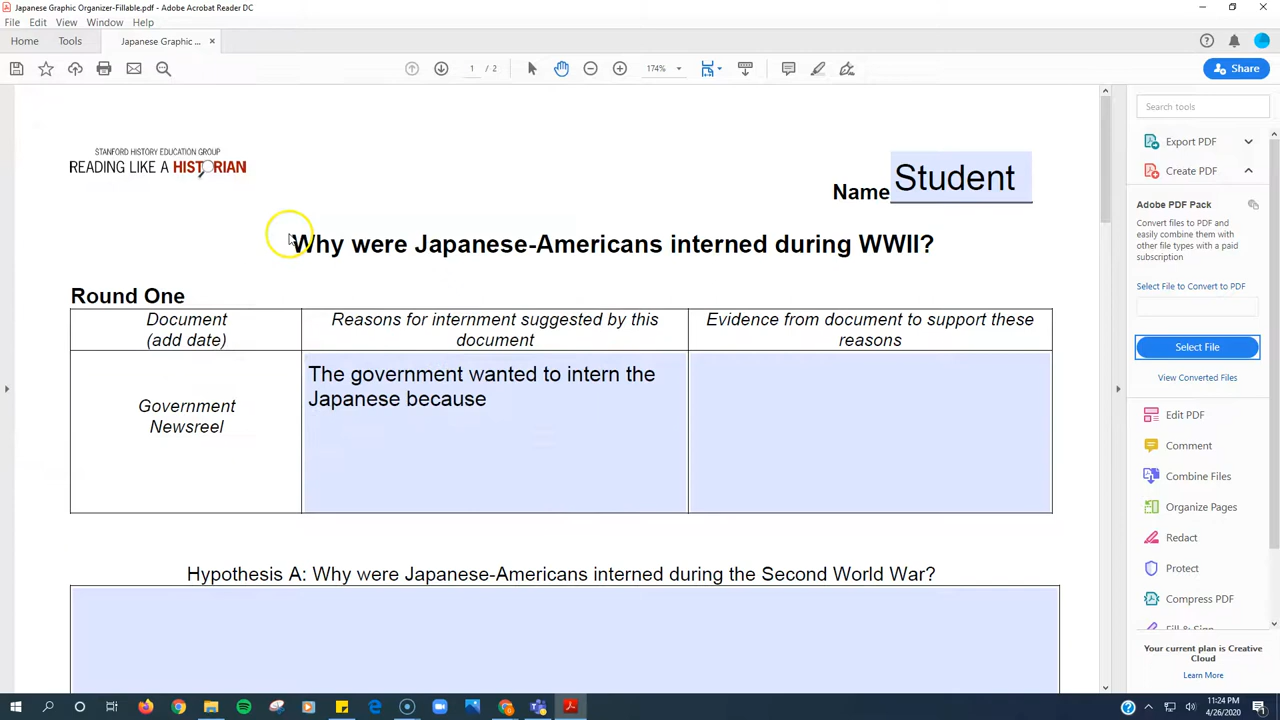 Japanese Graphic Organizer-Fillable.pdf - Adobe Acrobat Reader DC
File Edit View Window Help
Home Tools Japanese Graphic ... ×
1 / 2 174% Share
STANFORD HISTORY EDUCATION GROUP
READING LIKE A HISTORIAN
Name Student
Why were Japanese-Americans interned during WWII?
Round One
Document
(add date)
Reasons for internment suggested by this
document
Evidence from document to support these
reasons
Government
Newsreel
The government wanted to intern the
Japanese because
Hypothesis A: Why were Japanese-Americans interned during the Second World War?
Search tools
Export PDF
Create PDF
Adobe PDF Pack
Convert files to PDF and
easily combine them with
other file types with a paid
subscription
Select File to Convert to PDF
Select File
View Converted Files
Edit PDF
Comment
Combine Files
Organize Pages
Redact
Protect
Compress PDF
Fill & Sign
Your current plan is Creative
Cloud
Learn More
11:24 PM
4/26/2020